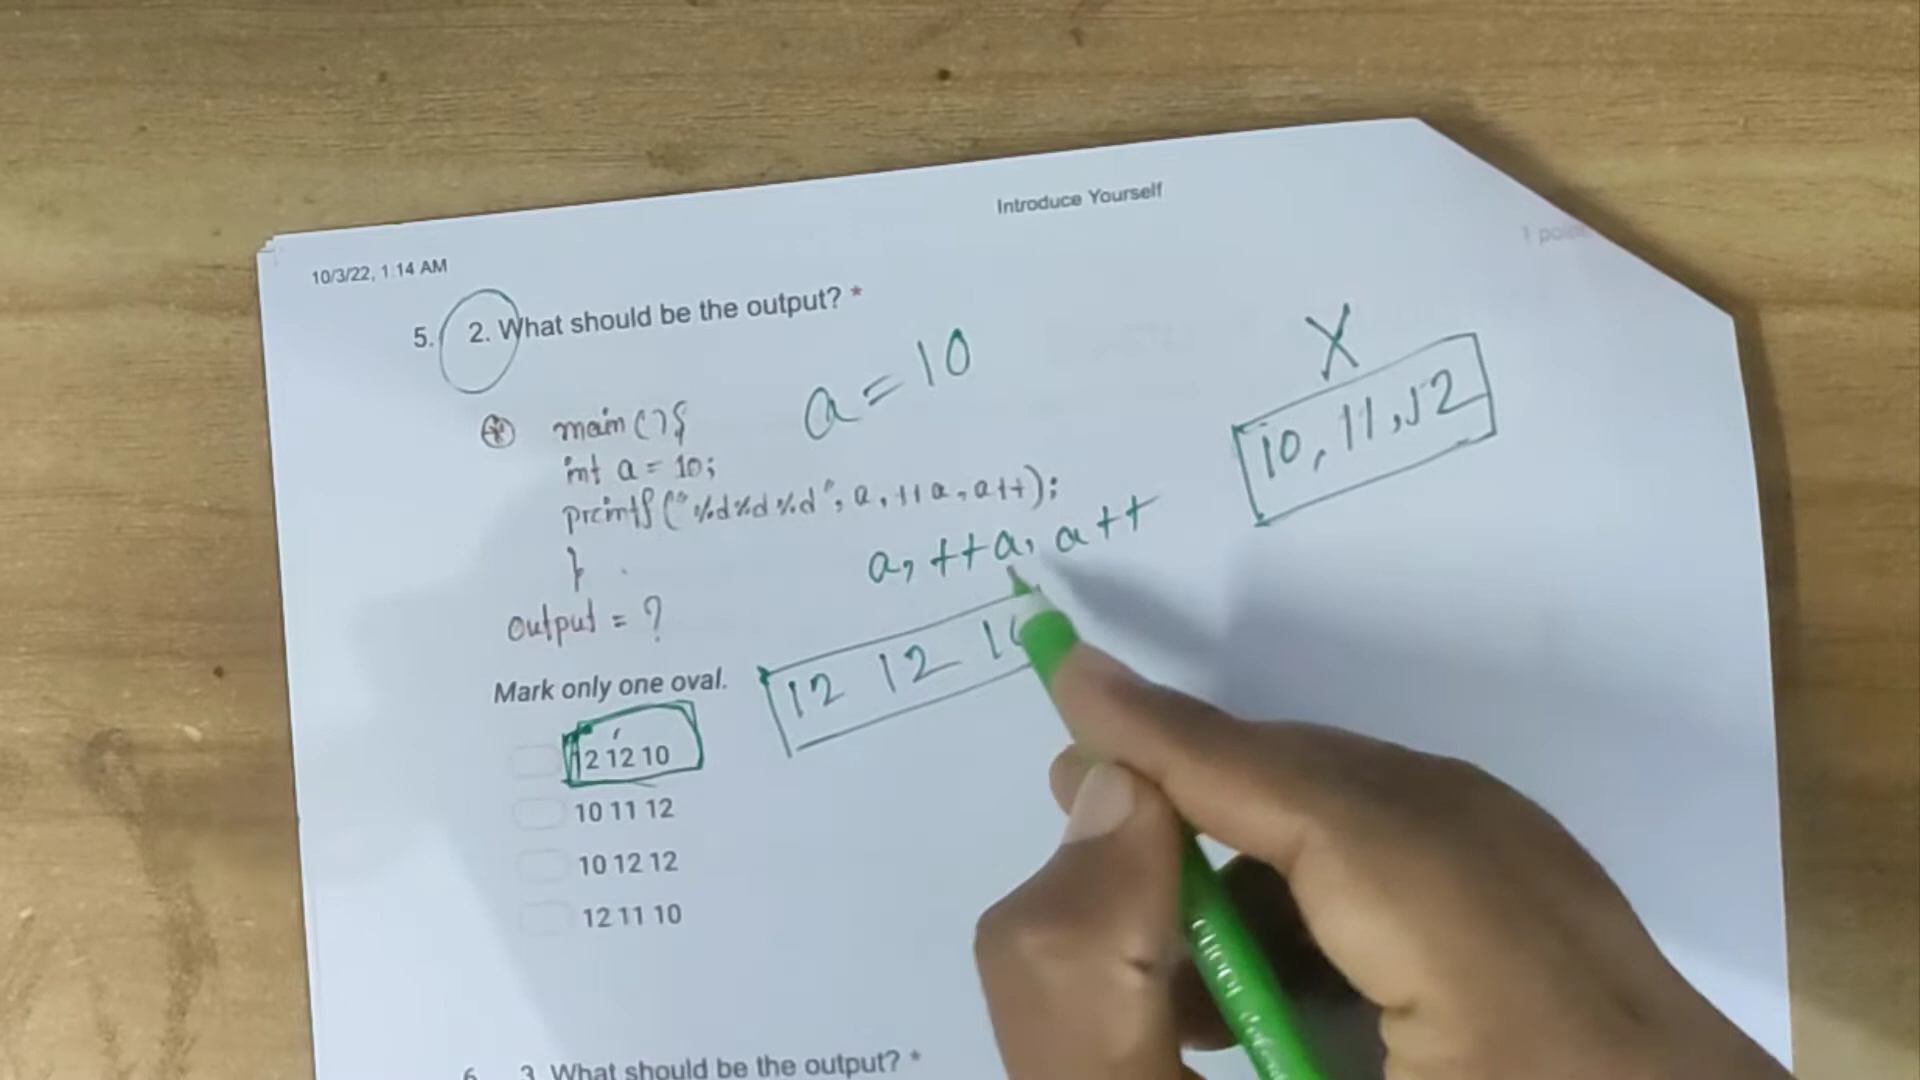 Introduce Yourself
10/3/22, 1:14 AM
5. 2. What should be the output? *
a = 10
X
10, 11, 12
main () {
int a = 10;
printf ("%d%d%d", a, ++a, a++);
}
a, ++a, a++
output = ?
12 12
Mark only one oval.
12 12 10
10 11 12
10 12 12
12 11 10
6. 3. What should be the output? *